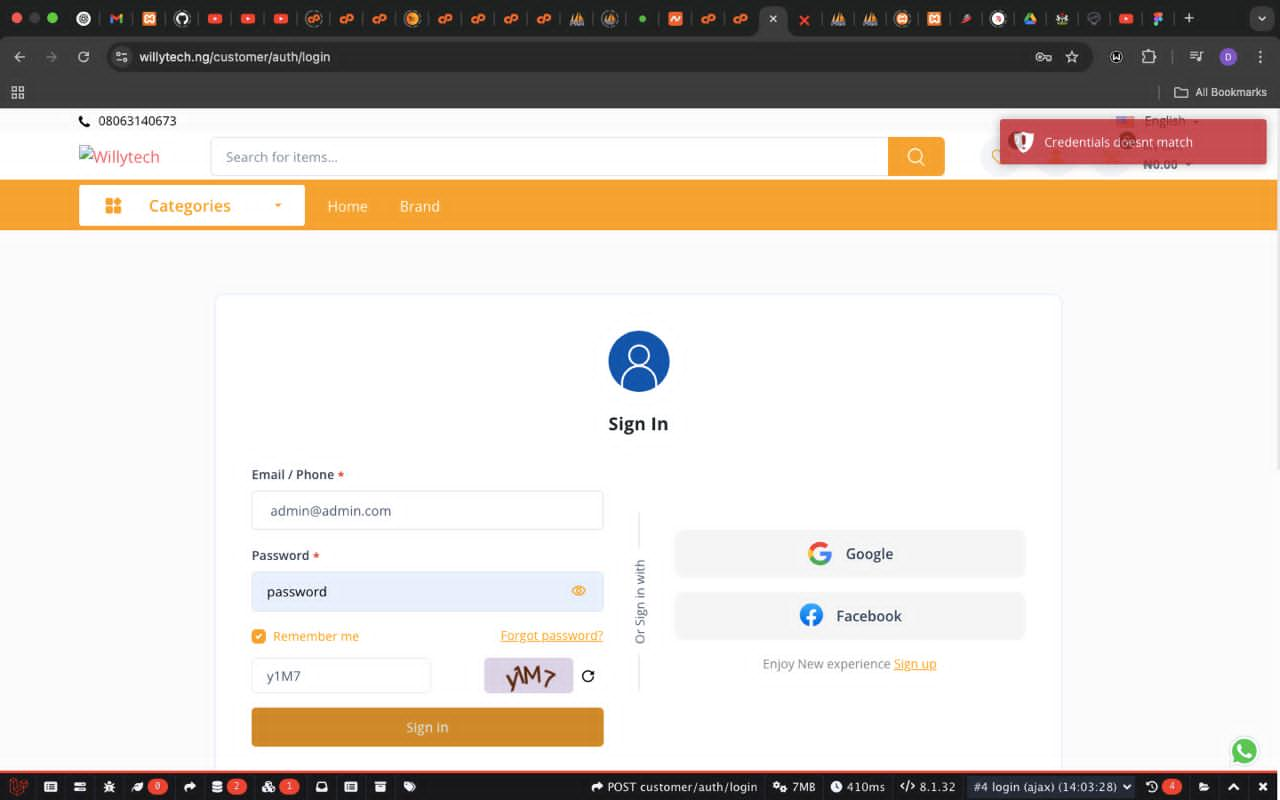 willytech.ng/customer/auth/login
D
All Bookmarks
08063140673
English
Willytech
Search for items...
Credentials doesnt match
₦0.00
Categories
Home
Brand
Sign In
Email / Phone *
admin@admin.com
Password *
password
Remember me
Forgot password?
y1M7
y1M7
Sign in
Or Sign in with
Google
Facebook
Enjoy New experience Sign up
0
2
1
POST customer/auth/login
7MB
410ms
8.1.32
#4 login (ajax) (14:03:28)
4